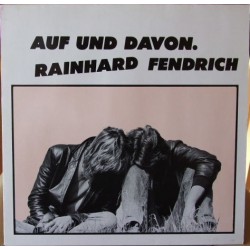 AUF UND DAVON.
RAINHARD FENDRICH